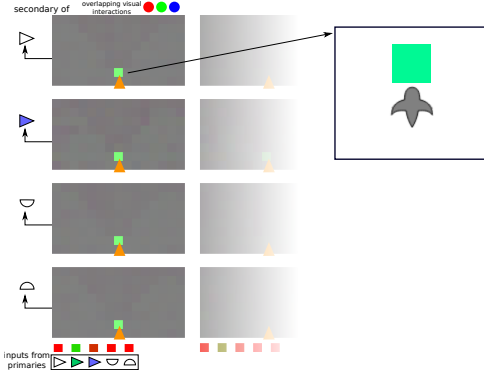 secondary of
overlapping visual
interactions
inputs from
primaries